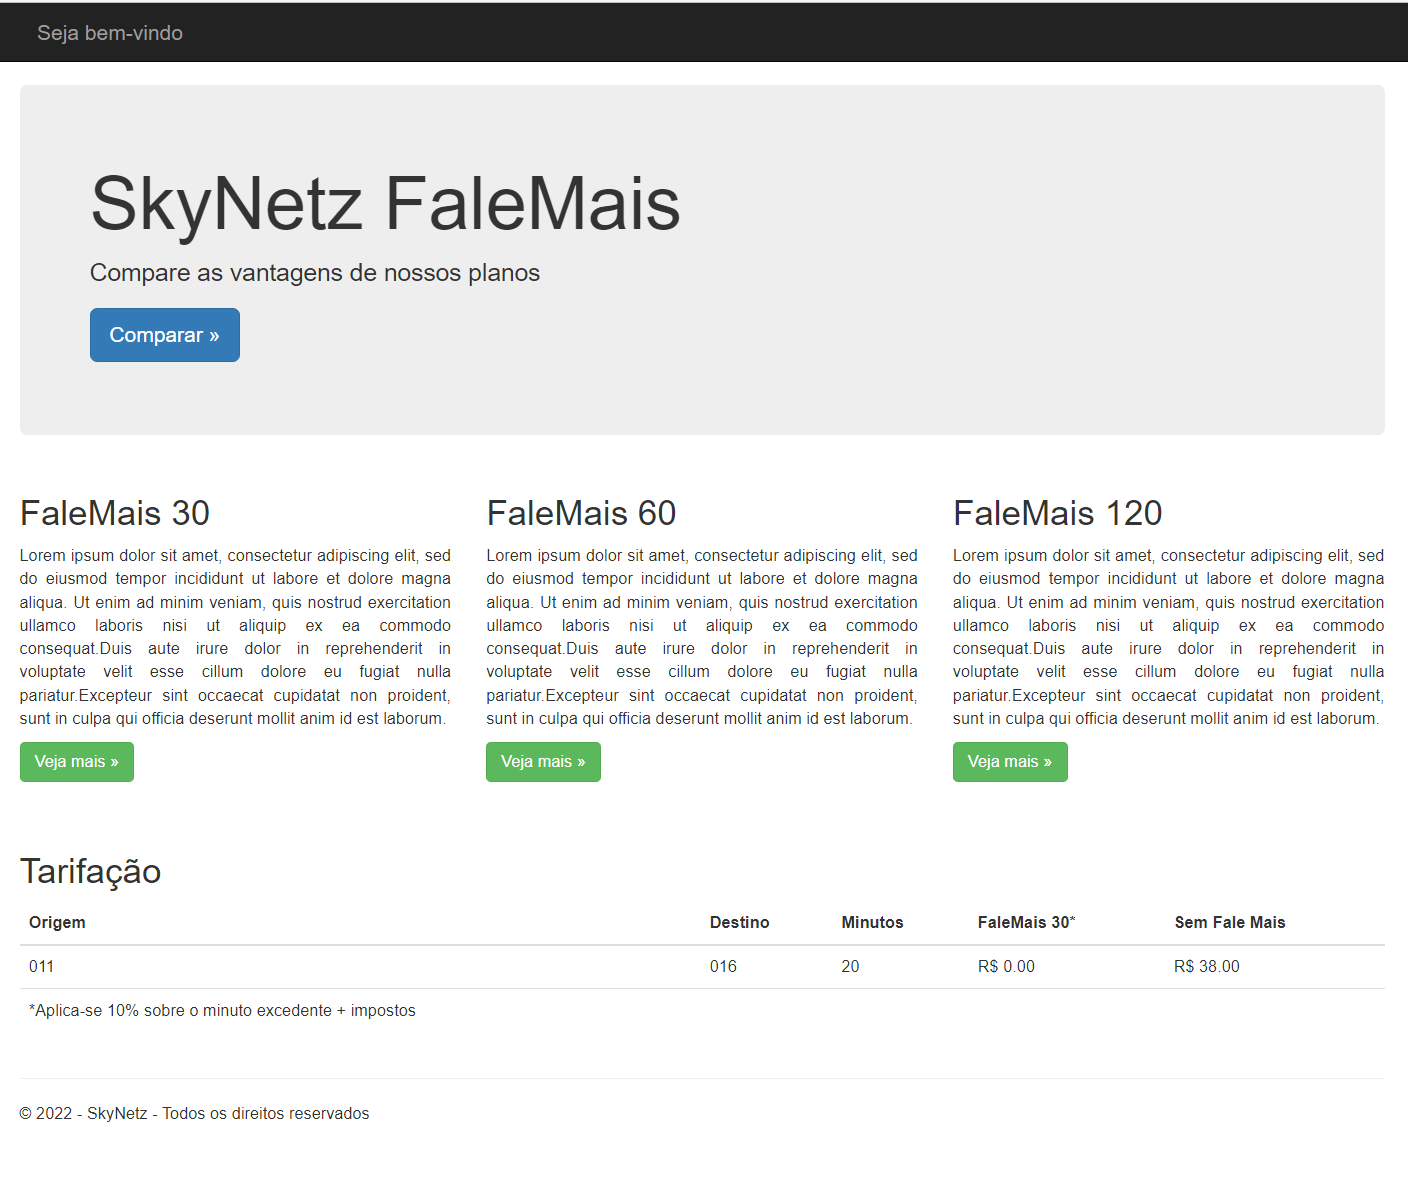 Seja bem-vindo
SkyNetz FaleMais
Compare as vantagens de nossos planos
Comparar »
FaleMais 30
Lorem ipsum dolor sit amet, consectetur adipiscing elit, sed
do eiusmod tempor incididunt ut labore et dolore magna
aliqua. Ut enim ad minim veniam, quis nostrud exercitation
ullamco laboris nisi ut aliquip ex ea commodo
consequat.Duis aute irure dolor in reprehenderit in
voluptate velit esse cillum dolore eu fugiat nulla
pariatur.Excepteur sint occaecat cupidatat non proident,
sunt in culpa qui officia deserunt mollit anim id est laborum.
Veja mais »
FaleMais 60
Lorem ipsum dolor sit amet, consectetur adipiscing elit, sed
do eiusmod tempor incididunt ut labore et dolore magna
aliqua. Ut enim ad minim veniam, quis nostrud exercitation
ullamco laboris nisi ut aliquip ex ea commodo
consequat.Duis aute irure dolor in reprehenderit in
voluptate velit esse cillum dolore eu fugiat nulla
pariatur.Excepteur sint occaecat cupidatat non proident,
sunt in culpa qui officia deserunt mollit anim id est laborum.
Veja mais »
FaleMais 120
Lorem ipsum dolor sit amet, consectetur adipiscing elit, sed
do eiusmod tempor incididunt ut labore et dolore magna
aliqua. Ut enim ad minim veniam, quis nostrud exercitation
ullamco laboris nisi ut aliquip ex ea commodo
consequat.Duis aute irure dolor in reprehenderit in
voluptate velit esse cillum dolore eu fugiat nulla
pariatur.Excepteur sint occaecat cupidatat non proident,
sunt in culpa qui officia deserunt mollit anim id est laborum.
Veja mais »
Tarifação
Origem Destino Minutos FaleMais 30* Sem Fale Mais
011 016 20 R$ 0.00 R$ 38.00
*Aplica-se 10% sobre o minuto excedente + impostos
© 2022 - SkyNetz - Todos os direitos reservados